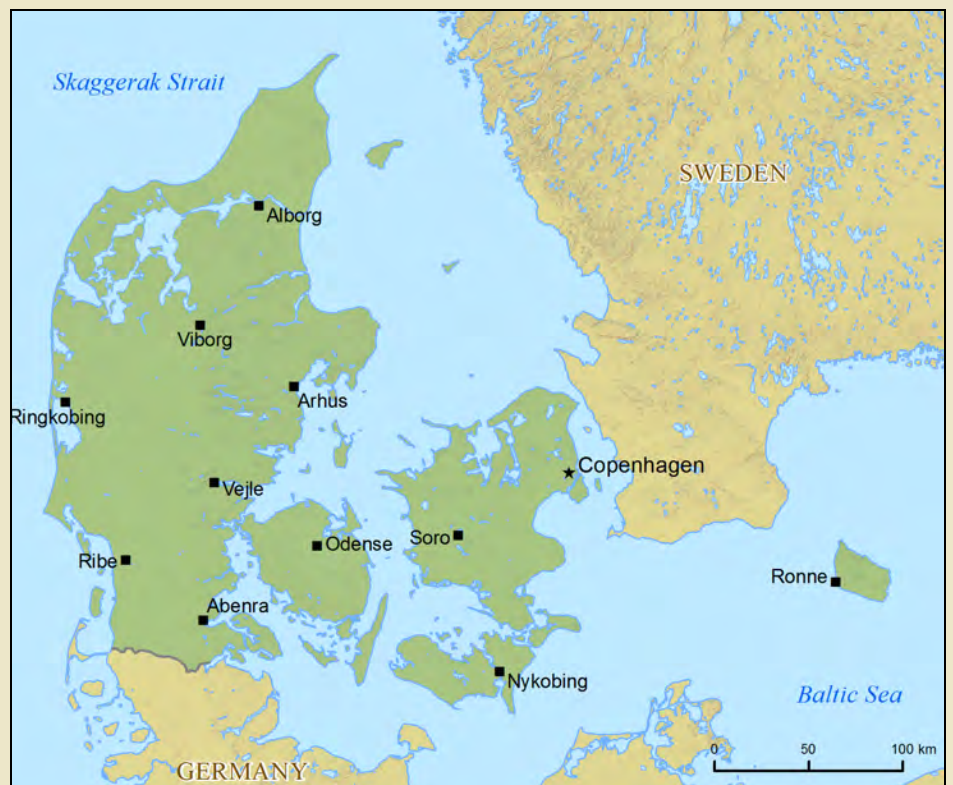 Skaggerak Strait
SWEDEN
Alborg
Viborg
Arhus
Ringkobing
Copenhagen
Vejle
Soro
Odense
Ribe
Ronne
Abenra
Nykobing
Baltic Sea
0 50 100 km
GERMANY